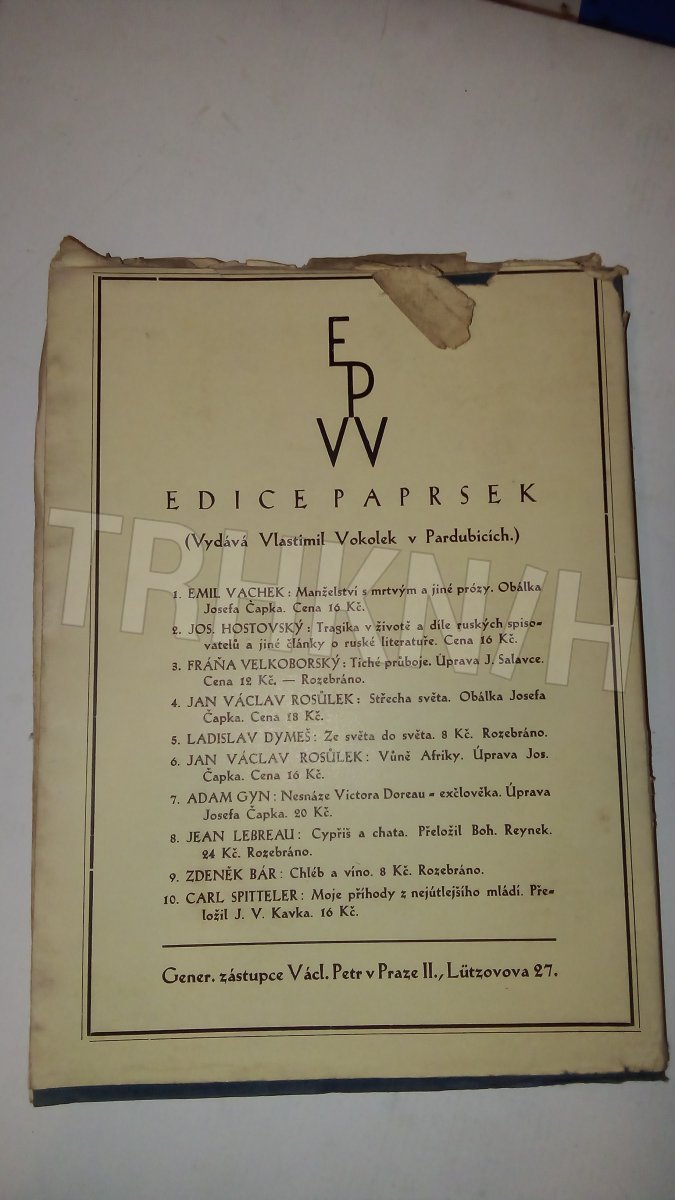 E
P
VV
EDICE PAPRSEK
(Vydává Vlastimil Vokolek v Pardubicích.)
TRHKNIH
1. EMIL VACHEK: Manželství s mrtvým a jiné prózy. Obálka
Josefa Čapka. Cena 16 Kč.
2. JOS. HOSTOVSKÝ: Tragika v životě a díle ruských spiso-
vatelů a jiné články o ruské literatuře. Cena 16 Kč.
3. FRÁŇA VELKOBORSKÝ: Tiché průboje. Úprava J. Salavce.
Cena 12 Kč. — Rozebráno.
4. JAN VÁCLAV ROSŮLEK: Střecha světa. Obálka Josefa
Čapka. Cena 18 Kč.
5. LADISLAV DYMEŠ: Ze světa do světa. 8 Kč. Rozebráno.
6. JAN VÁCLAV ROSŮLEK: Vůně Afriky. Úprava Jos.
Čapka. Cena 16 Kč.
7. ADAM GYN: Nesnáze Victora Doreau - exčlověka. Úprava
Josefa Čapka. 20 Kč.
8. JEAN LEBREAU: Cypřiš a chata. Přeložil Boh. Reynek.
24 Kč. Rozebráno.
9. ZDENĚK BÁR: Chléb a víno. 8 Kč. Rozebráno.
10. CARL SPITTELER: Moje příhody z nejútlejšího mládí. Pře-
ložil J. V. Kavka. 16 Kč.
Gener. zástupce Václ. Petr v Praze II., Lützovova 27.